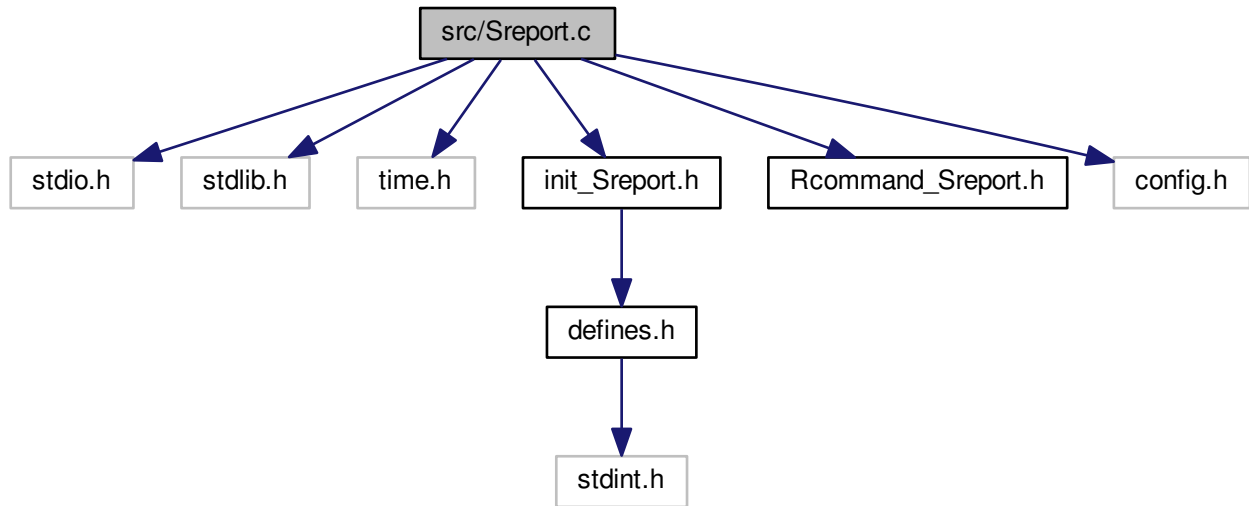 src/Sreport.c
stdio.h
stdlib.h
time.h
init_Sreport.h
Rcommand_Sreport.h
config.h
defines.h
stdint.h